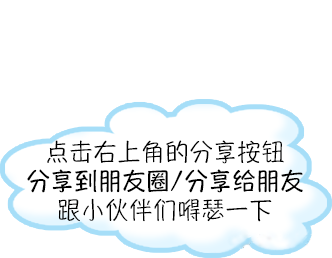 点击右上角的分享按钮
分享到朋友圈/分享给朋友
跟小伙伴们嘚瑟一下